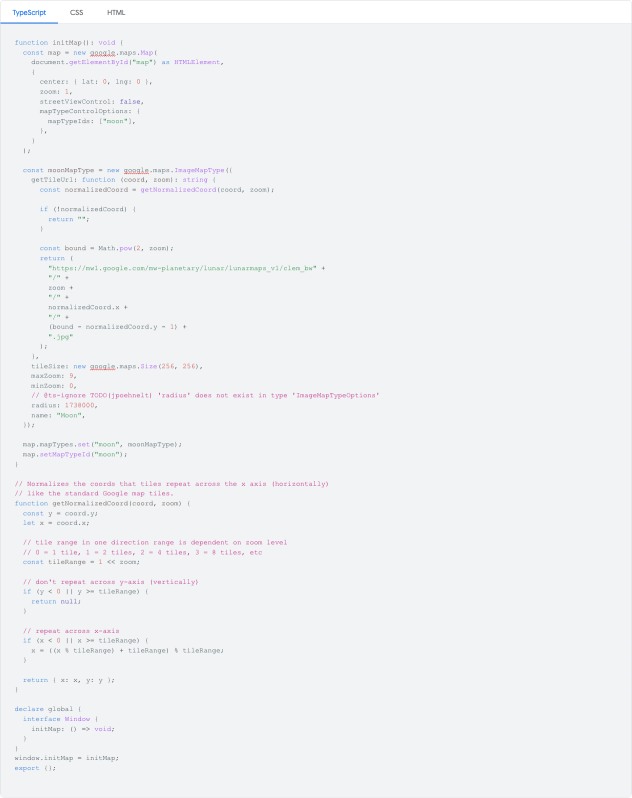 TypeScript CSS HTML
function initMap(): void {
  const map = new google.maps.Map(
    document.getElementById("map") as HTMLElement,
    {
      center: { lat: 0, lng: 0 },
      zoom: 1,
      streetViewControl: false,
      mapTypeControlOptions: {
        mapTypeIds: ["moon"],
      },
    }
  );

  const moonMapType = new google.maps.ImageMapType({
    getTileUrl: function (coord, zoom): string {
      const normalizedCoord = getNormalizedCoord(coord, zoom);

      if (!normalizedCoord) {
        return "";
      }

      const bound = Math.pow(2, zoom);
      return (
        "https://mw1.google.com/mw-planetary/lunar/lunarmaps_v1/clem_bw" +
        "/" +
        zoom +
        "/" +
        normalizedCoord.x +
        "/" +
        (bound - normalizedCoord.y - 1) +
        ".jpg"
      );
    },
    tileSize: new google.maps.Size(256, 256),
    maxZoom: 9,
    minZoom: 0,
    // @ts-ignore TODO(jpoehnelt) 'radius' does not exist in type 'ImageMapTypeOptions'
    radius: 1738000,
    name: "Moon",
  });

  map.mapTypes.set("moon", moonMapType);
  map.setMapTypeId("moon");
}

// Normalizes the coords that tiles repeat across the x axis (horizontally)
// like the standard Google map tiles.
function getNormalizedCoord(coord, zoom) {
  const y = coord.y;
  let x = coord.x;

  // tile range in one direction range is dependent on zoom level
  // 0 = 1 tile, 1 = 2 tiles, 2 = 4 tiles, 3 = 8 tiles, etc
  const tileRange = 1 << zoom;

  // don't repeat across y-axis (vertically)
  if (y < 0 || y >= tileRange) {
    return null;
  }

  // repeat across x-axis
  if (x < 0 || x >= tileRange) {
    x = ((x % tileRange) + tileRange) % tileRange;
  }

  return { x: x, y: y };
}

declare global {
  interface Window {
    initMap: () => void;
  }
}
window.initMap = initMap;
export {};